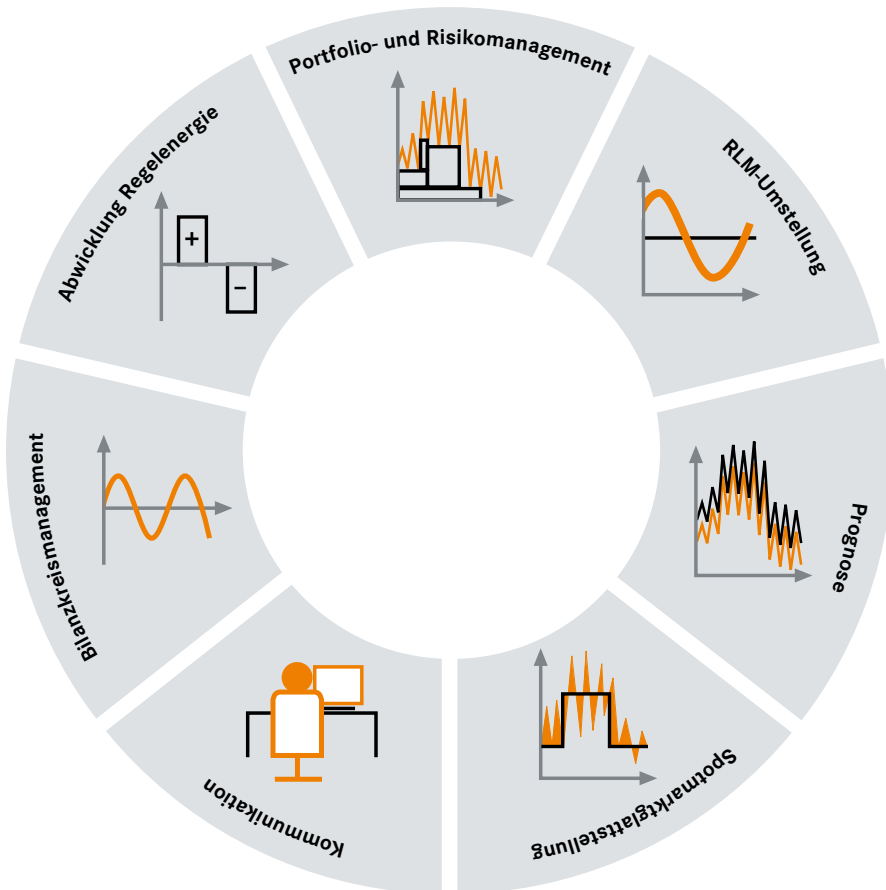 Portfolio- und Risikomanagement
RLM-Umstellung
Prognose
Spotmarktglattstellung
Kommunikation
Bilanzkreismanagement
Abwicklung Regelenergie
+
–